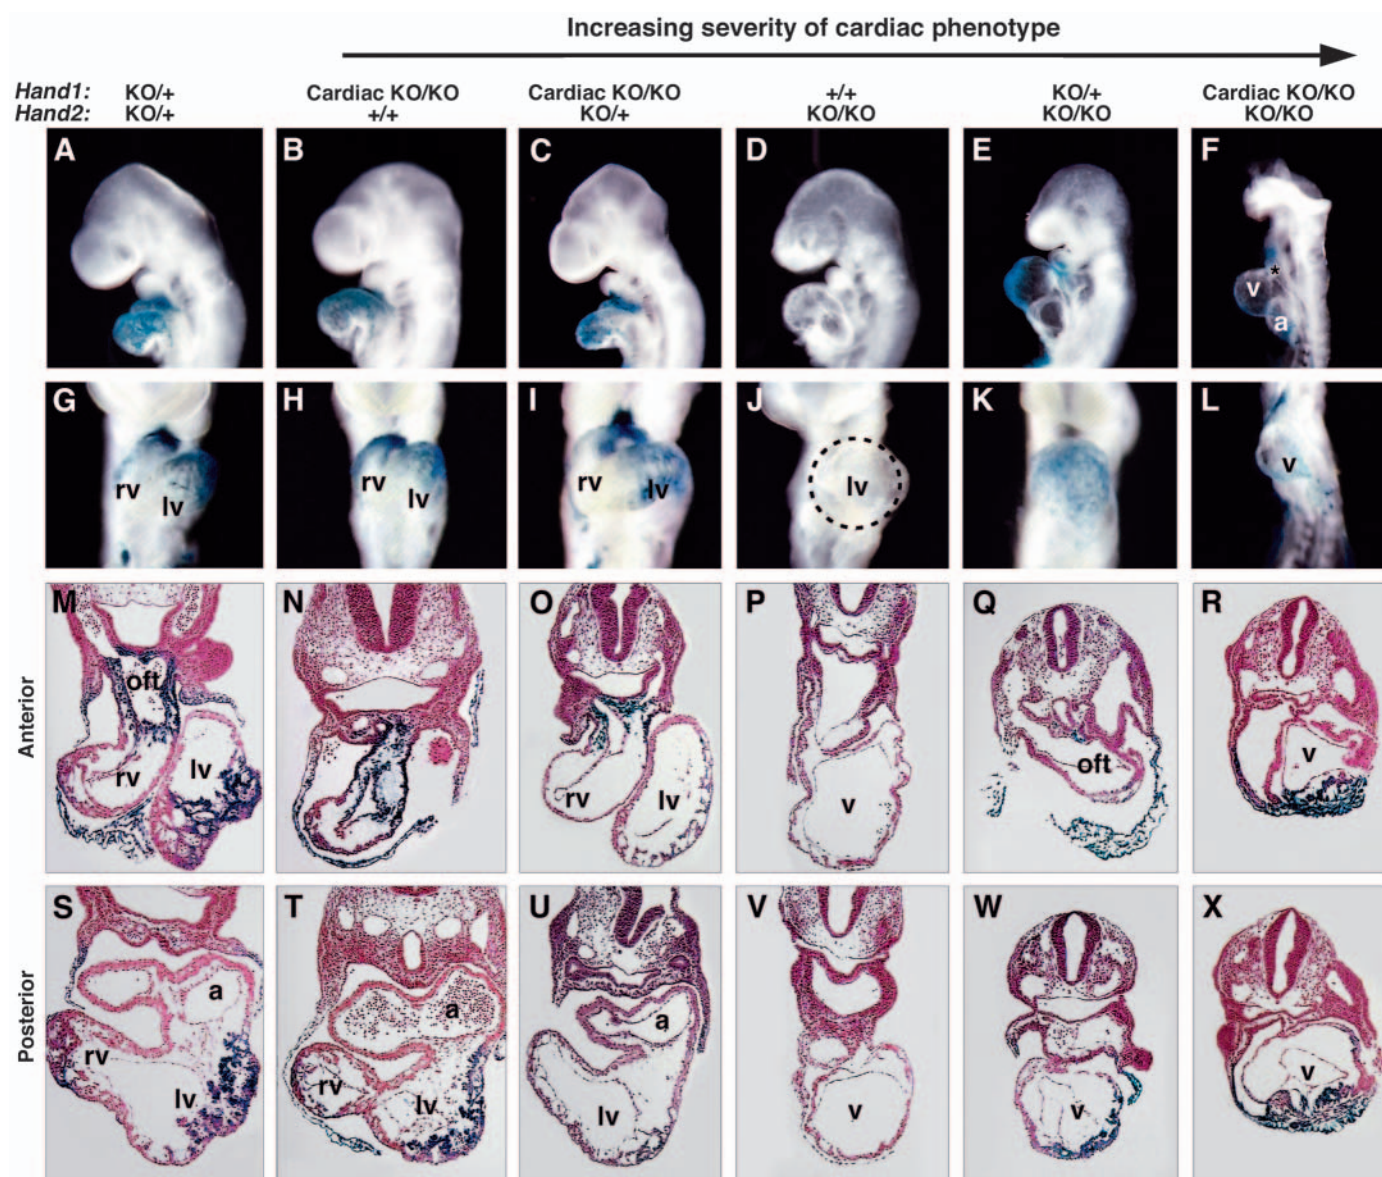 Increasing severity of cardiac phenotype
Hand1: KO/+ Cardiac KO/KO Cardiac KO/KO +/+ KO/+ Cardiac KO/KO
Hand2: KO/+ +/+ KO/+ KO/KO KO/KO KO/KO
A B C D E F
*
v
a
G H I J K L
rv lv rv lv rv lv lv v
Anterior
M N O P Q R
oft
rv lv rv lv v oft v
Posterior
S T U V W X
a a a
rv lv rv lv lv v v v